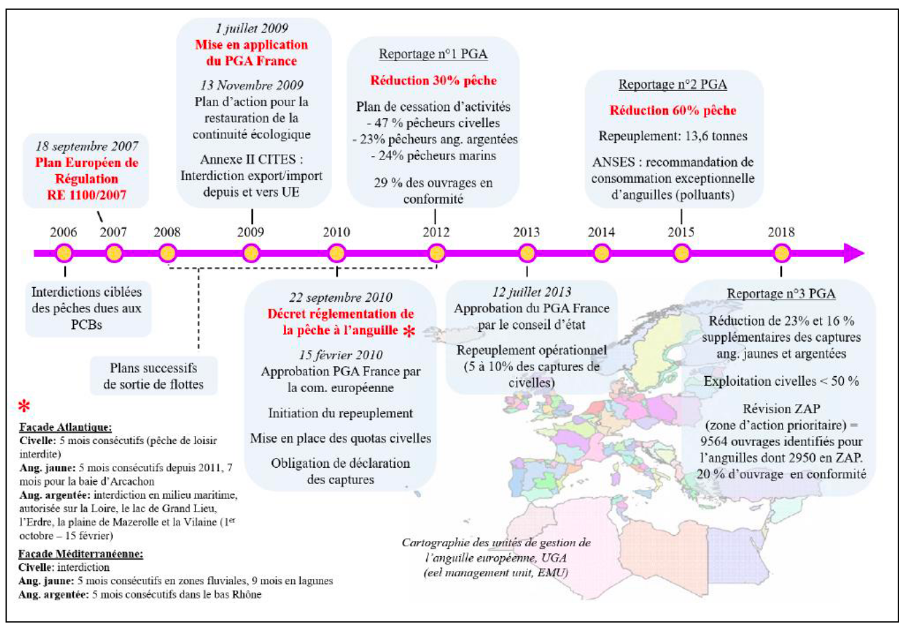 1 juillet 2009
Mise en application
du PGA France
13 Novembre 2009
Plan d'action pour la
restauration de la
continuité écologique
Annexe II CITES :
Interdiction export/import
depuis et vers UE
Reportage n°1 PGA
Réduction 30% pêche
Plan de cessation d'activités
- 47 % pêcheurs civelles
- 23% pêcheurs ang. argentées
- 24% pêcheurs marins
29 % des ouvrages en
conformité
Reportage n°2 PGA
Réduction 60% pêche
Repeuplement: 13,6 tonnes
ANSES : recommandation de
consommation exceptionnelle
d'anguilles (polluants)
18 septembre 2007
Plan Européen de
Régulation
RE 1100/2007
2006 2007 2008 2009 2010 2012 2013 2014 2015 2018
Interdictions ciblées
des pêches dues aux
PCBs
Plans successifs
de sortie de flottes
22 septembre 2010
Décret réglementation de
la pêche à l'anguille *
15 février 2010
Approbation PGA France par
la com. européenne
Initiation du repeuplement
Mise en place des quotas civelles
Obligation de déclaration
des captures
12 juillet 2013
Approbation du PGA France
par le conseil d'état
Repeuplement opérationnel
(5 à 10% des captures de
civelles)
Reportage n°3 PGA
Réduction de 23% et 16 %
supplémentaires des captures
ang. jaunes et argentées
Exploitation civelles < 50 %
Révision ZAP
(zone d'action prioritaire) =
9564 ouvrages identifiés pour
l'anguilles dont 2950 en ZAP.
20 % d'ouvrage en conformité
*
Façade Atlantique:
Civelle: 5 mois consécutifs (pêche de loisir
interdite)
Ang. jaune: 5 mois consécutifs depuis 2011, 7
mois pour la baie d'Arcachon
Ang. argentée: interdiction en milieu maritime,
autorisée sur la Loire, le lac de Grand Lieu,
l'Erdre, la plaine de Mazerolle et la Vilaine (1er
octobre – 15 février)
Façade Méditerranéenne:
Civelle: interdiction
Ang. jaune: 5 mois consécutifs en zones fluviales, 9 mois en lagunes
Ang. argentée: 5 mois consécutifs dans le bas Rhône
Cartographie des unités de gestion de
l'anguille européenne, UGA
(eel management unit, EMU)